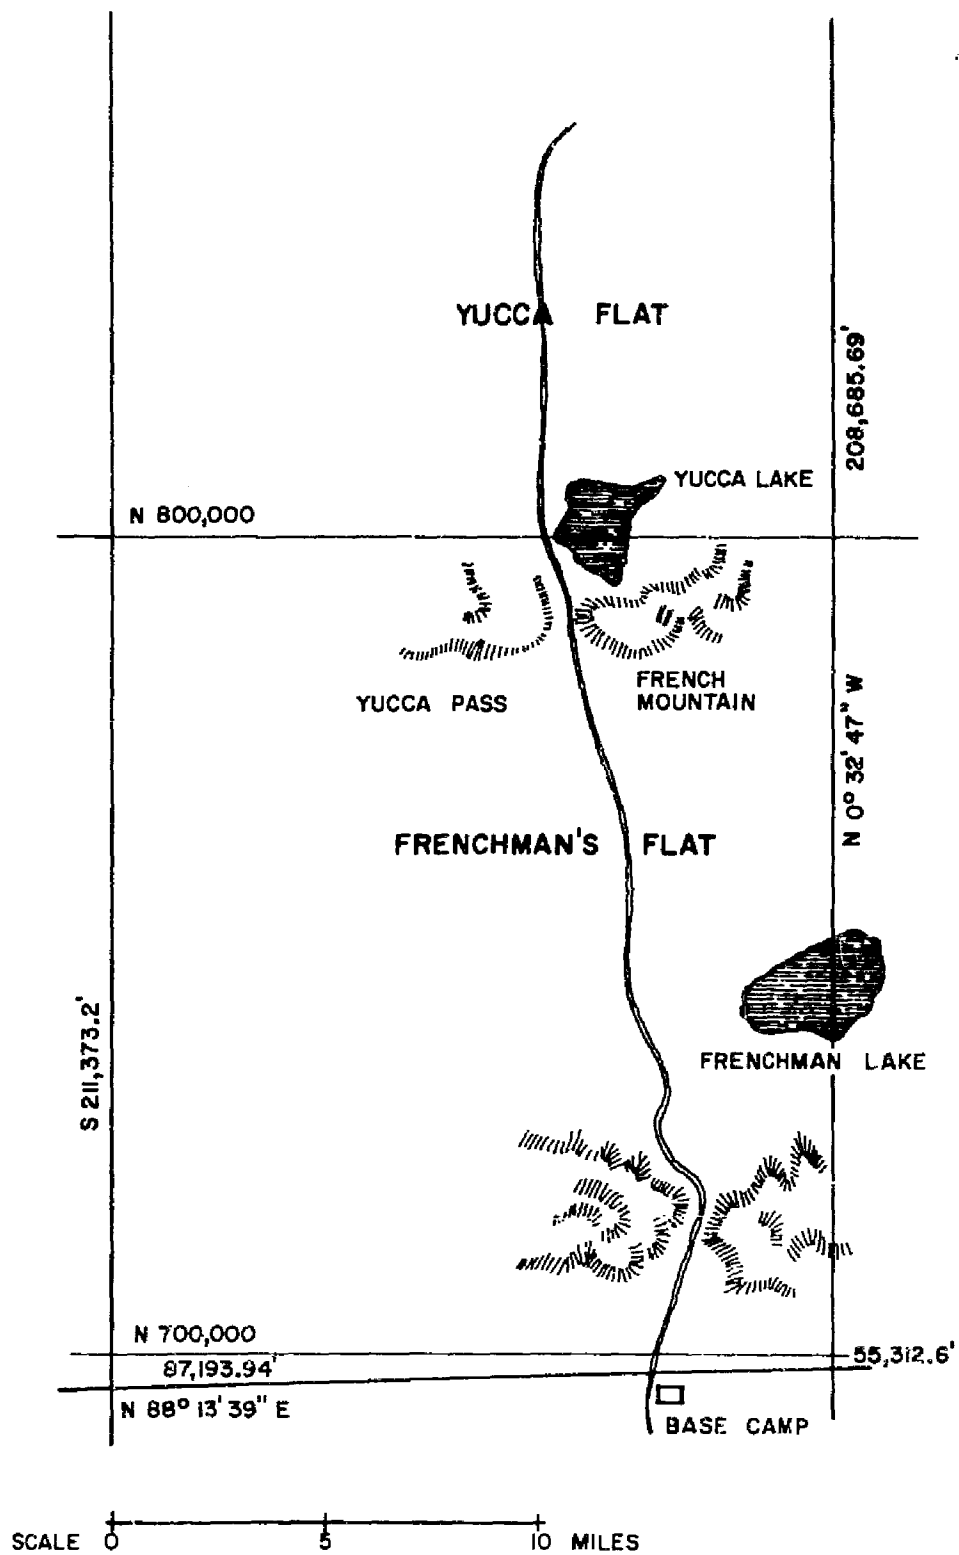 YUCCA FLAT
208,685.69'
YUCCA LAKE
N 800,000
FRENCH
MOUNTAIN
YUCCA PASS
N 0° 32' 47" W
FRENCHMAN'S FLAT
S 211,373.2'
FRENCHMAN LAKE
N 700,000
87,193.94'
55,312.6'
N 88° 13' 39" E
BASE CAMP
SCALE 0 5 10 MILES